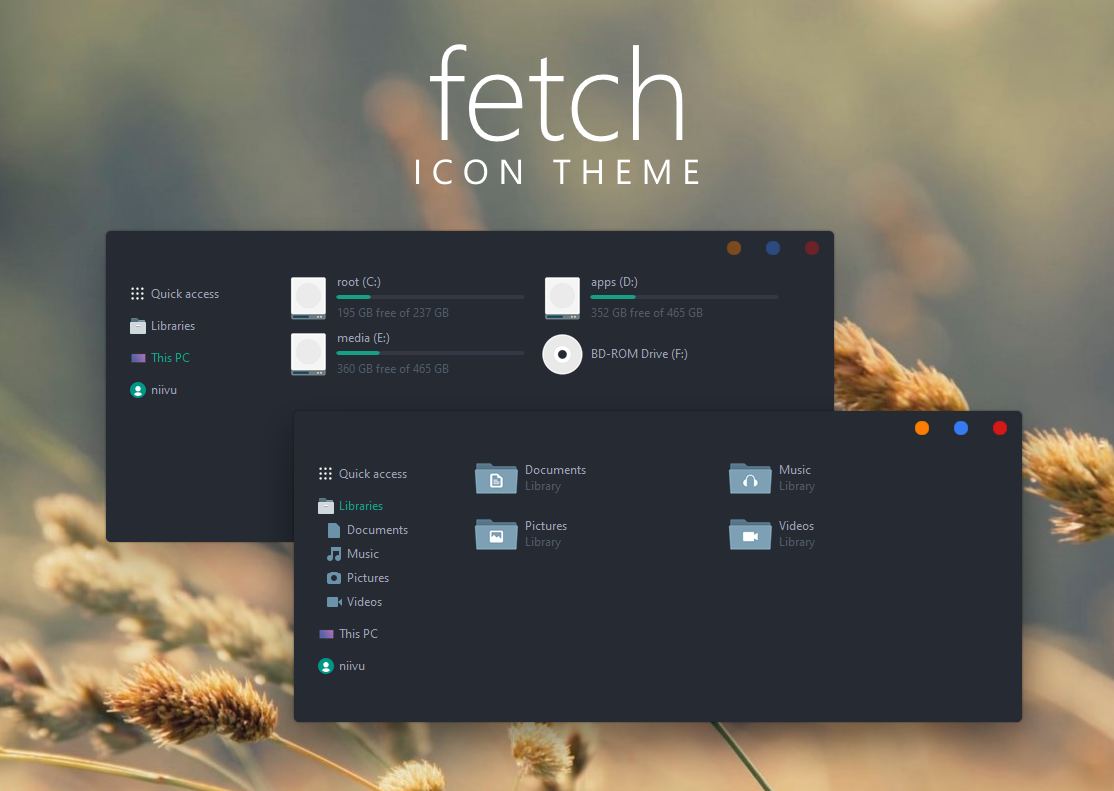 fetch
ICON THEME
Quick access
Libraries
This PC
niivu
root (C:)
195 GB free of 237 GB
apps (D:)
352 GB free of 465 GB
media (E:)
360 GB free of 465 GB
BD-ROM Drive (F:)
Quick access
Libraries
Documents
Music
Pictures
Videos
This PC
niivu
Documents
Library
Music
Library
Pictures
Library
Videos
Library